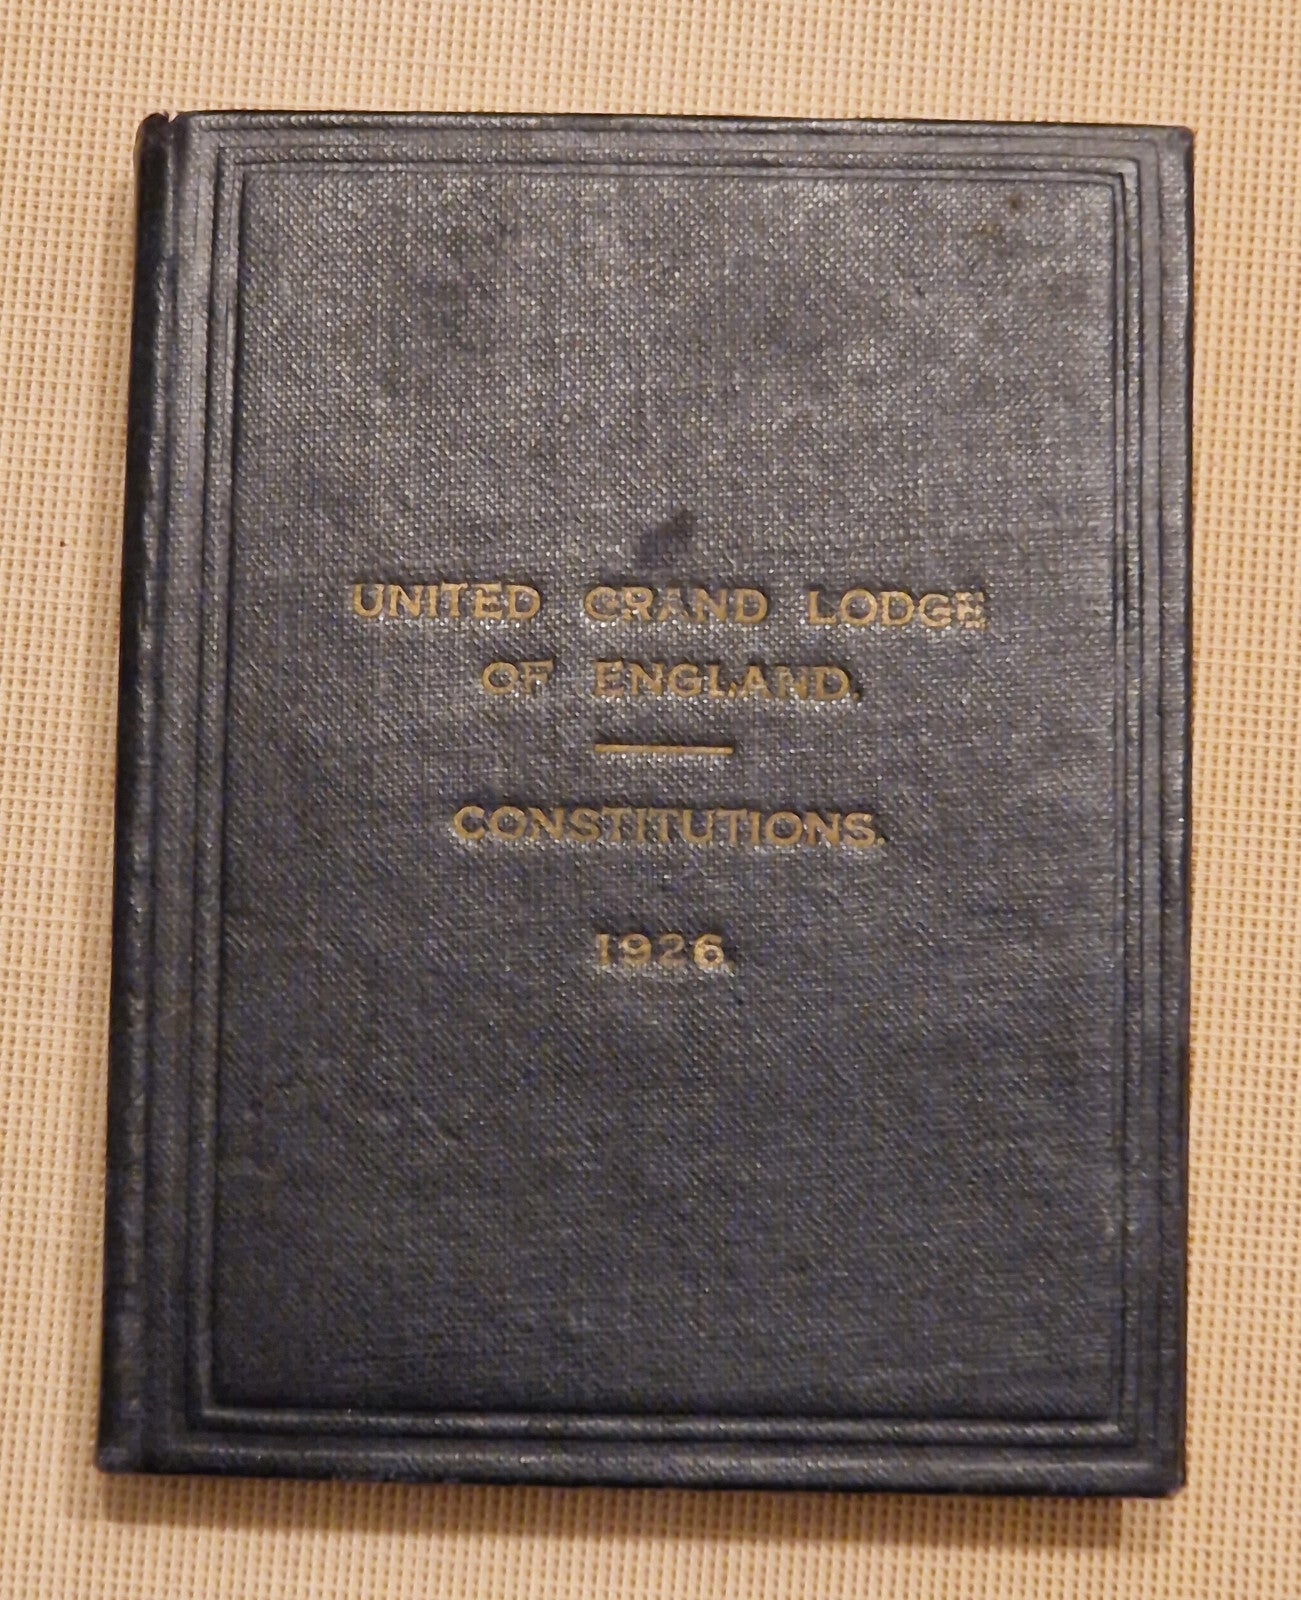 UNITED GRAND LODGE
OF ENGLAND.
CONSTITUTIONS.
1926.